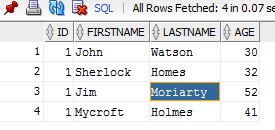 SQL | All Rows Fetched: 4 in 0.07 se
ID FIRSTNAME LASTNAME AGE
1 1 John Watson 30
2 1 Sherlock Homes 32
3 1 Jim Moriarty 52
4 1 Mycroft Holmes 41